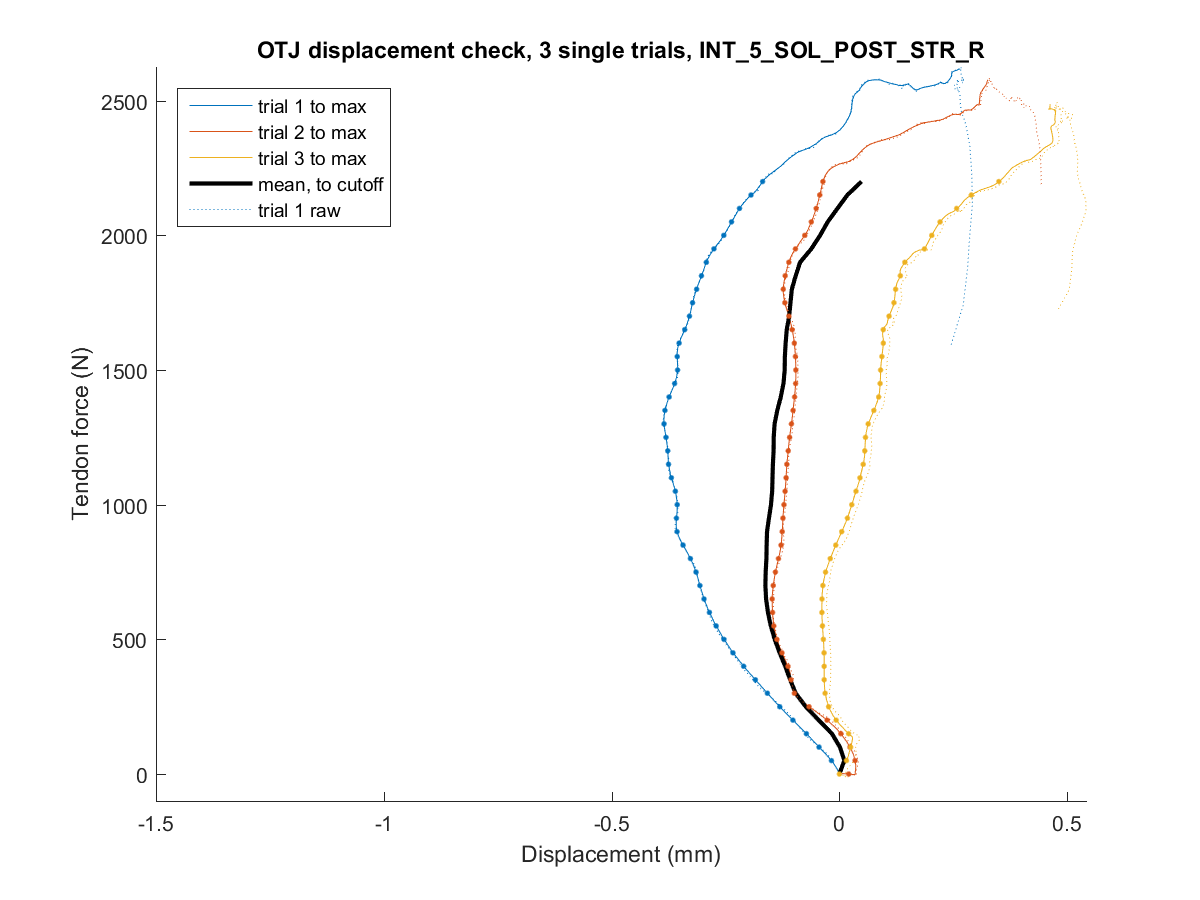 OTJ displacement check, 3 single trials, INT_5_SOL_POST_STR_R
trial 1 to max
trial 2 to max
trial 3 to max
mean, to cutoff
trial 1 raw
Tendon force (N)
2500
2000
1500
1000
500
0
-1.5
-1
-0.5
0
0.5
Displacement (mm)